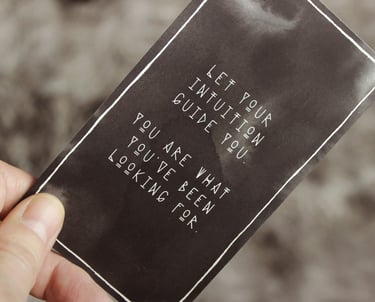 LET YOUR
INTUITION
GUIDE YOU.
YOU ARE WHAT
YOU'VE BEEN
LOOKING FOR.